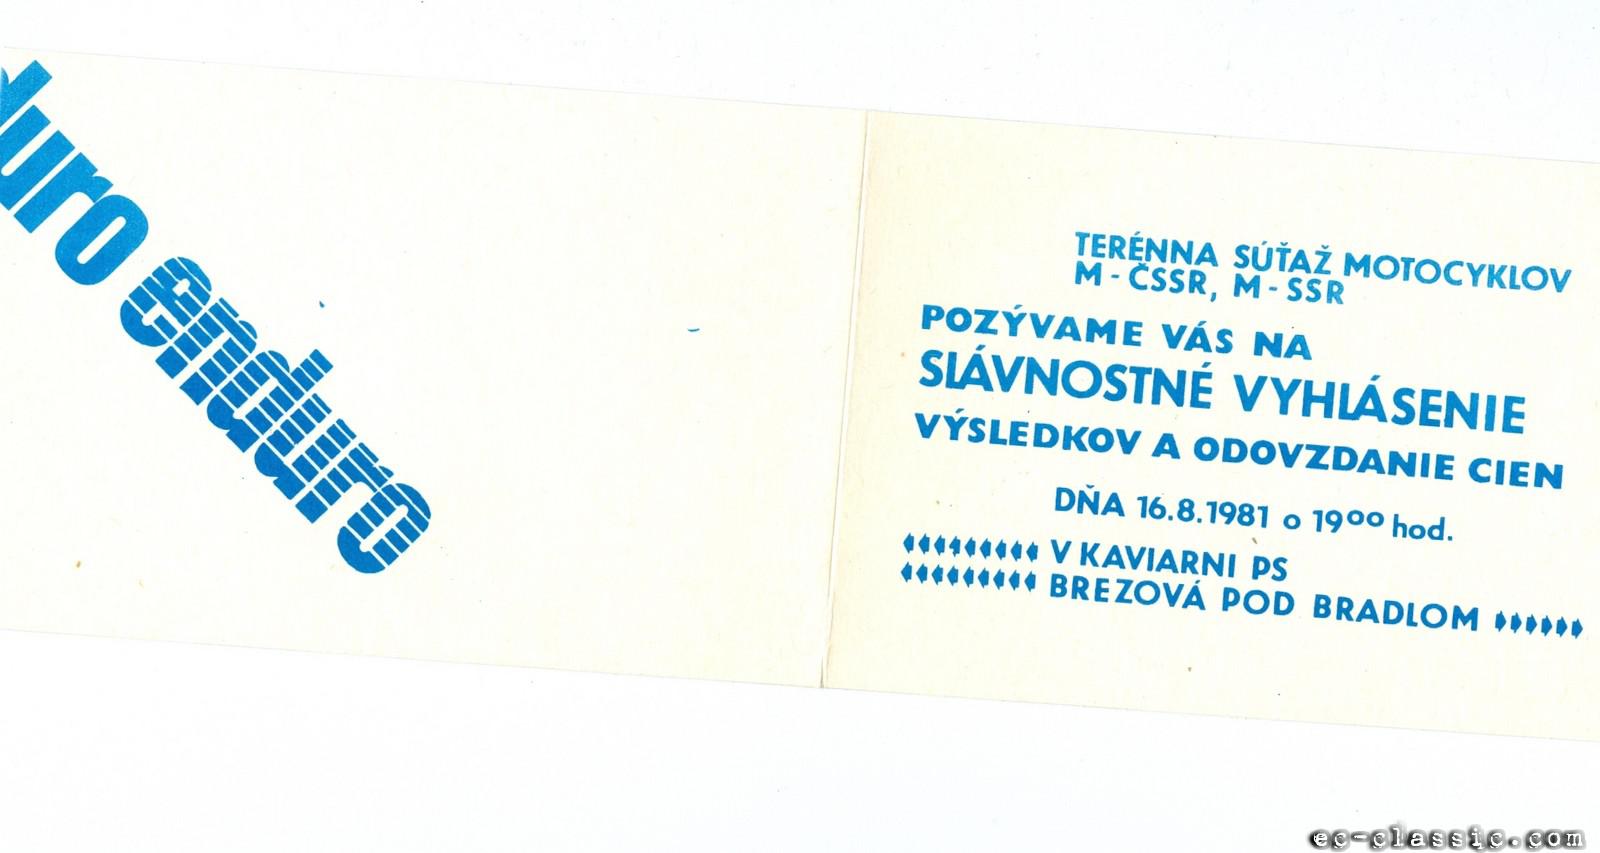 duro
enduro
TERÉNNA SÚŤAŽ MOTOCYKLOV
M - ČSSR, M - SSR
POZÝVAME VÁS NA
SLÁVNOSTNÉ VYHLÁSENIE
VÝSLEDKOV A ODOVZDANIE CIEN
DŇA 16.8.1981 o 19⁰⁰ hod.
V KAVIARNI PS
BREZOVÁ POD BRADLOM
ec-classic.com